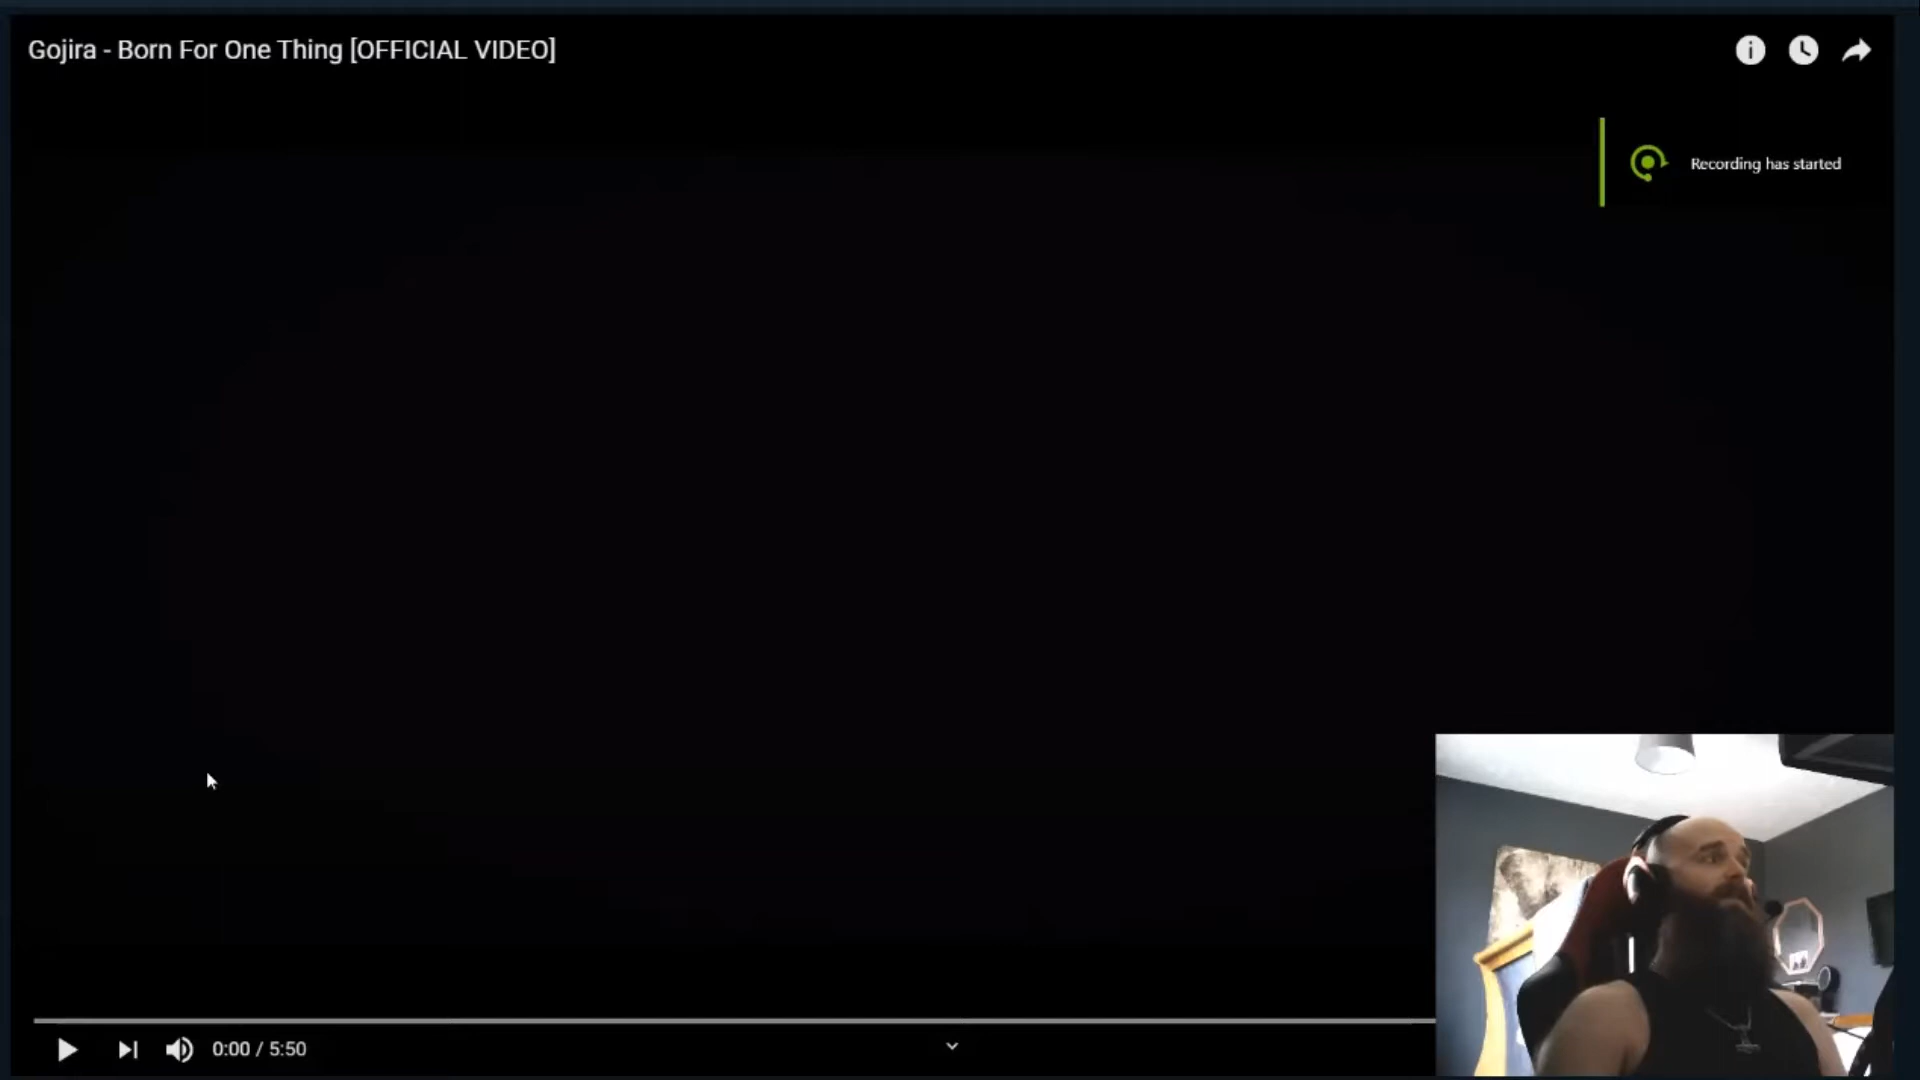 Gojira - Born For One Thing [OFFICIAL VIDEO]
Recording has started
0:00 / 5:50